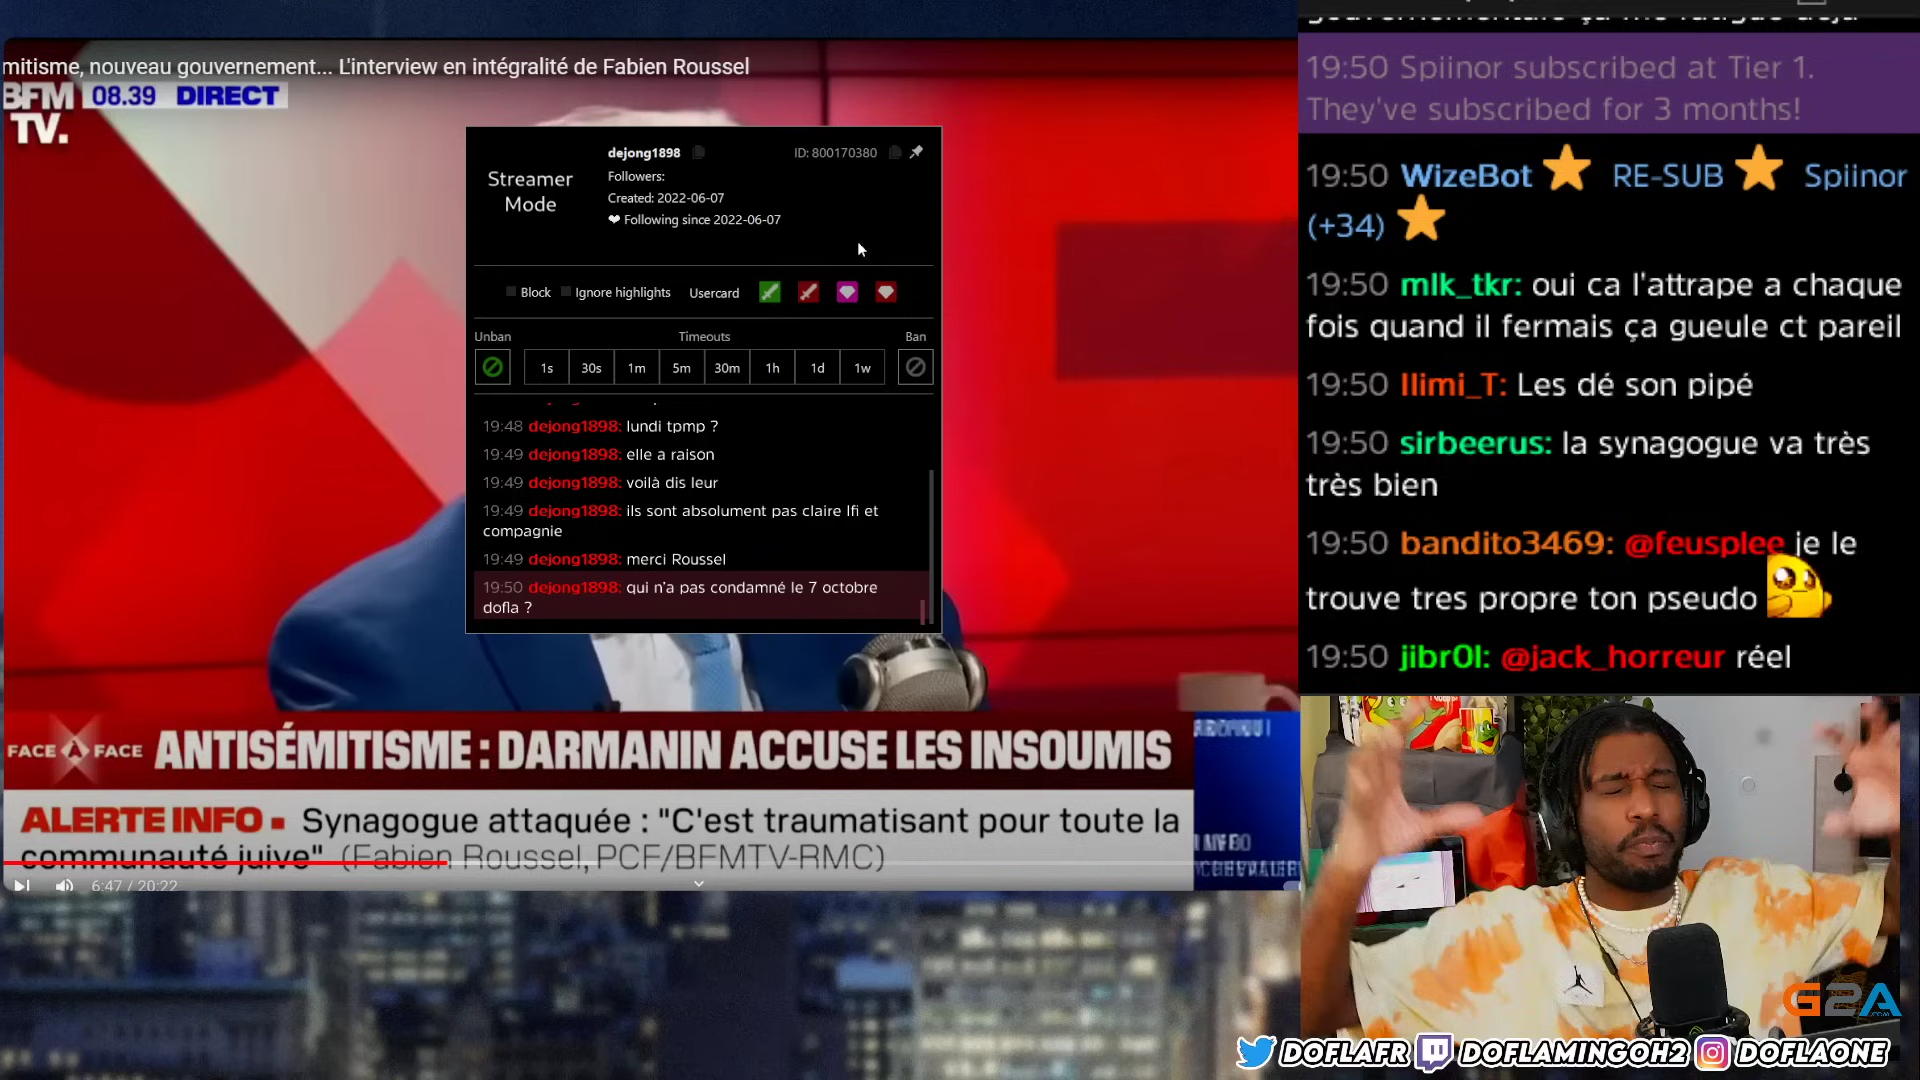 mitisme, nouveau gouvernement... L'interview en intégralité de Fabien Roussel
BFM
TV.
08.39 DIRECT
Streamer
Mode
dejong1898
ID: 800170380
Followers:
Created: 2022-06-07
❤ Following since 2022-06-07
Block
Ignore highlights
Usercard
Unban
Timeouts
Ban
1s 30s 1m 5m 30m 1h 1d 1w
19:48 dejong1898: lundi tpmp ?
19:49 dejong1898: elle a raison
19:49 dejong1898: voilà dis leur
19:49 dejong1898: ils sont absolument pas claire lfi et
compagnie
19:49 dejong1898: merci Roussel
19:50 dejong1898: qui n'a pas condamné le 7 octobre
dofla ?
FACE A FACE
ANTISÉMITISME : DARMANIN ACCUSE LES INSOUMIS
ALERTE INFO ▪ Synagogue attaquée : "C'est traumatisant pour toute la
communauté juive" (Fabien Roussel, PCF/BFMTV-RMC)
6:47 / 20:22
19:50 Spiinor subscribed at Tier 1.
They've subscribed for 3 months!
19:50 WizeBot ⭐ RE-SUB ⭐ Spiinor
(+34) ⭐
19:50 mlk_tkr: oui ca l'attrape a chaque
fois quand il fermais ça gueule ct pareil
19:50 Ilimi_T: Les dé son pipé
19:50 sirbeerus: la synagogue va très
très bien
19:50 bandito3469: @feusplee je le
trouve tres propre ton pseudo
19:50 jibr0l: @jack_horreur réel
G2A
.COM
DOFLAFR DOFLAMINGOH2 DOFLAONE